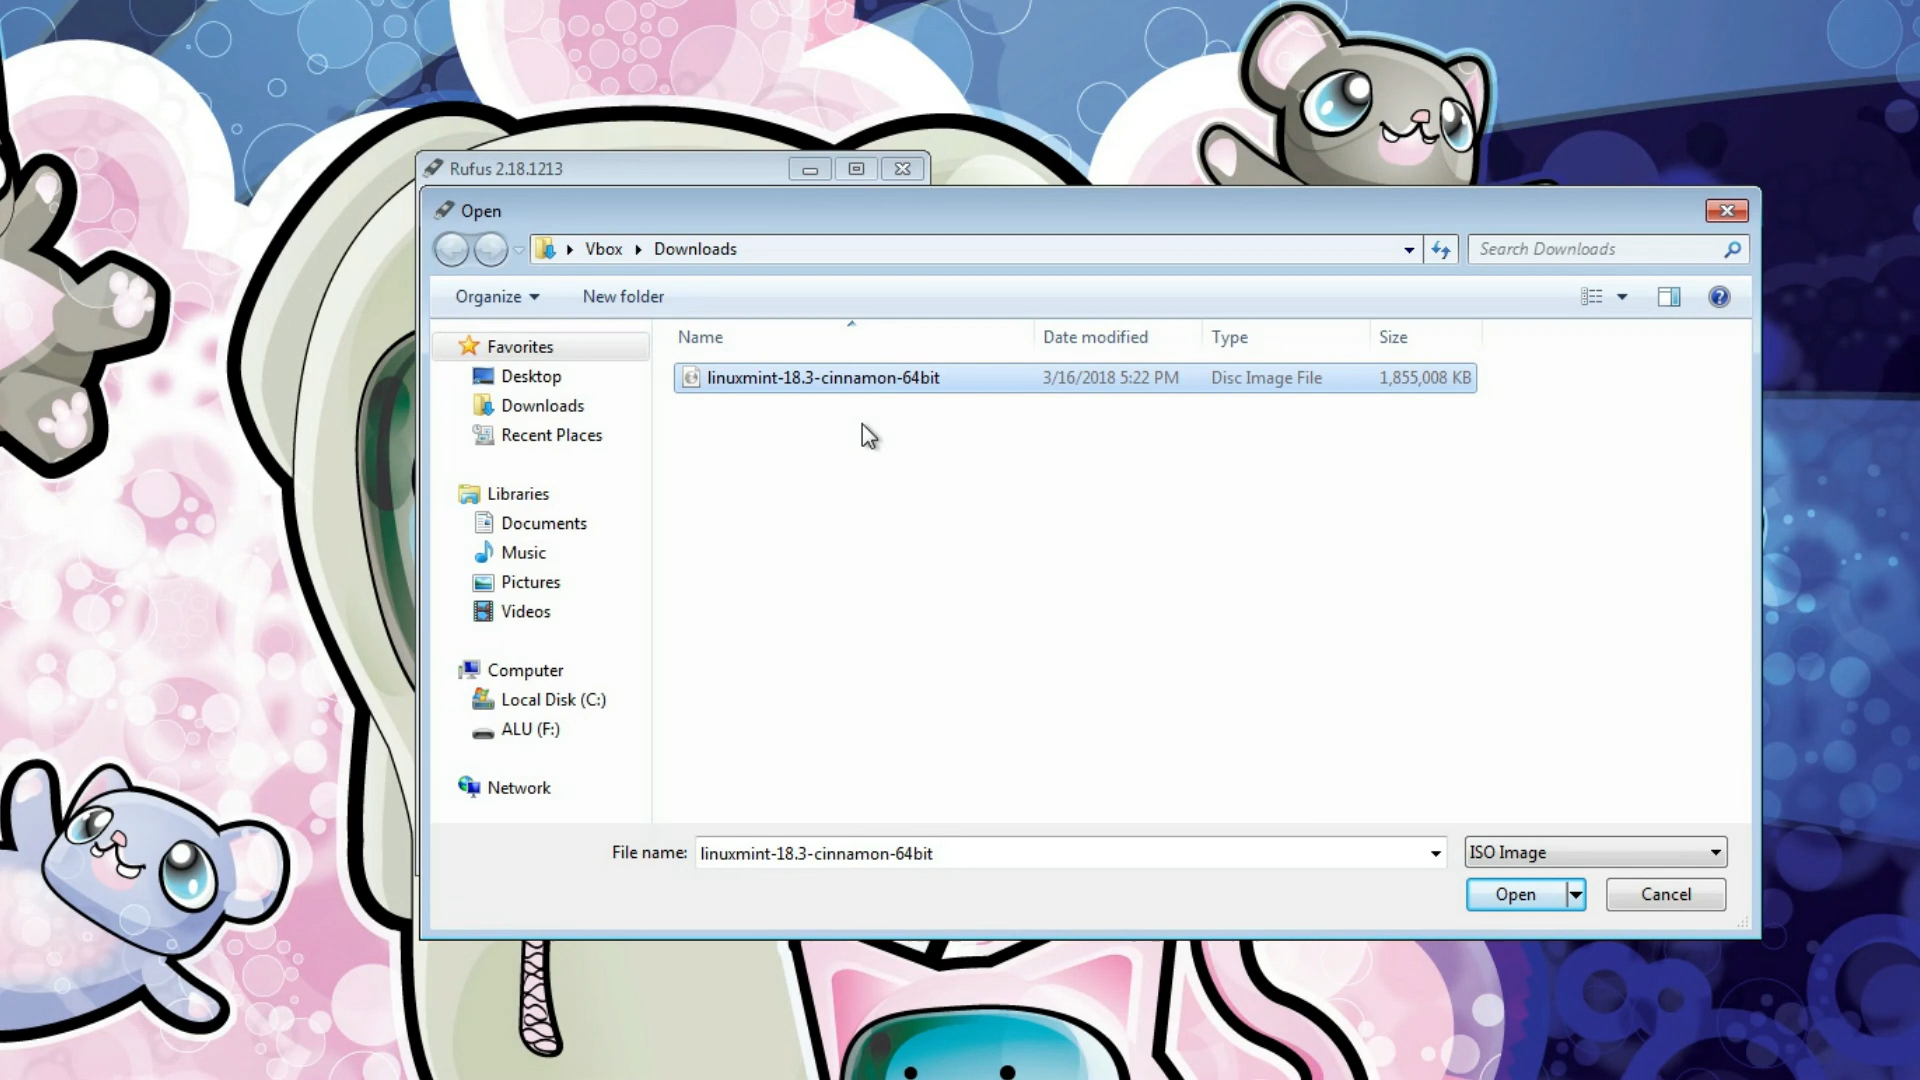 Rufus 2.18.1213
Open
Vbox Downloads Search Downloads
Organize New folder
Name Date modified Type Size
linuxmint-18.3-cinnamon-64bit 3/16/2018 5:22 PM Disc Image File 1,855,008 KB
Favorites
Desktop
Downloads
Recent Places
Libraries
Documents
Music
Pictures
Videos
Computer
Local Disk (C:)
ALU (F:)
Network
File name: linuxmint-18.3-cinnamon-64bit ISO Image
Open Cancel